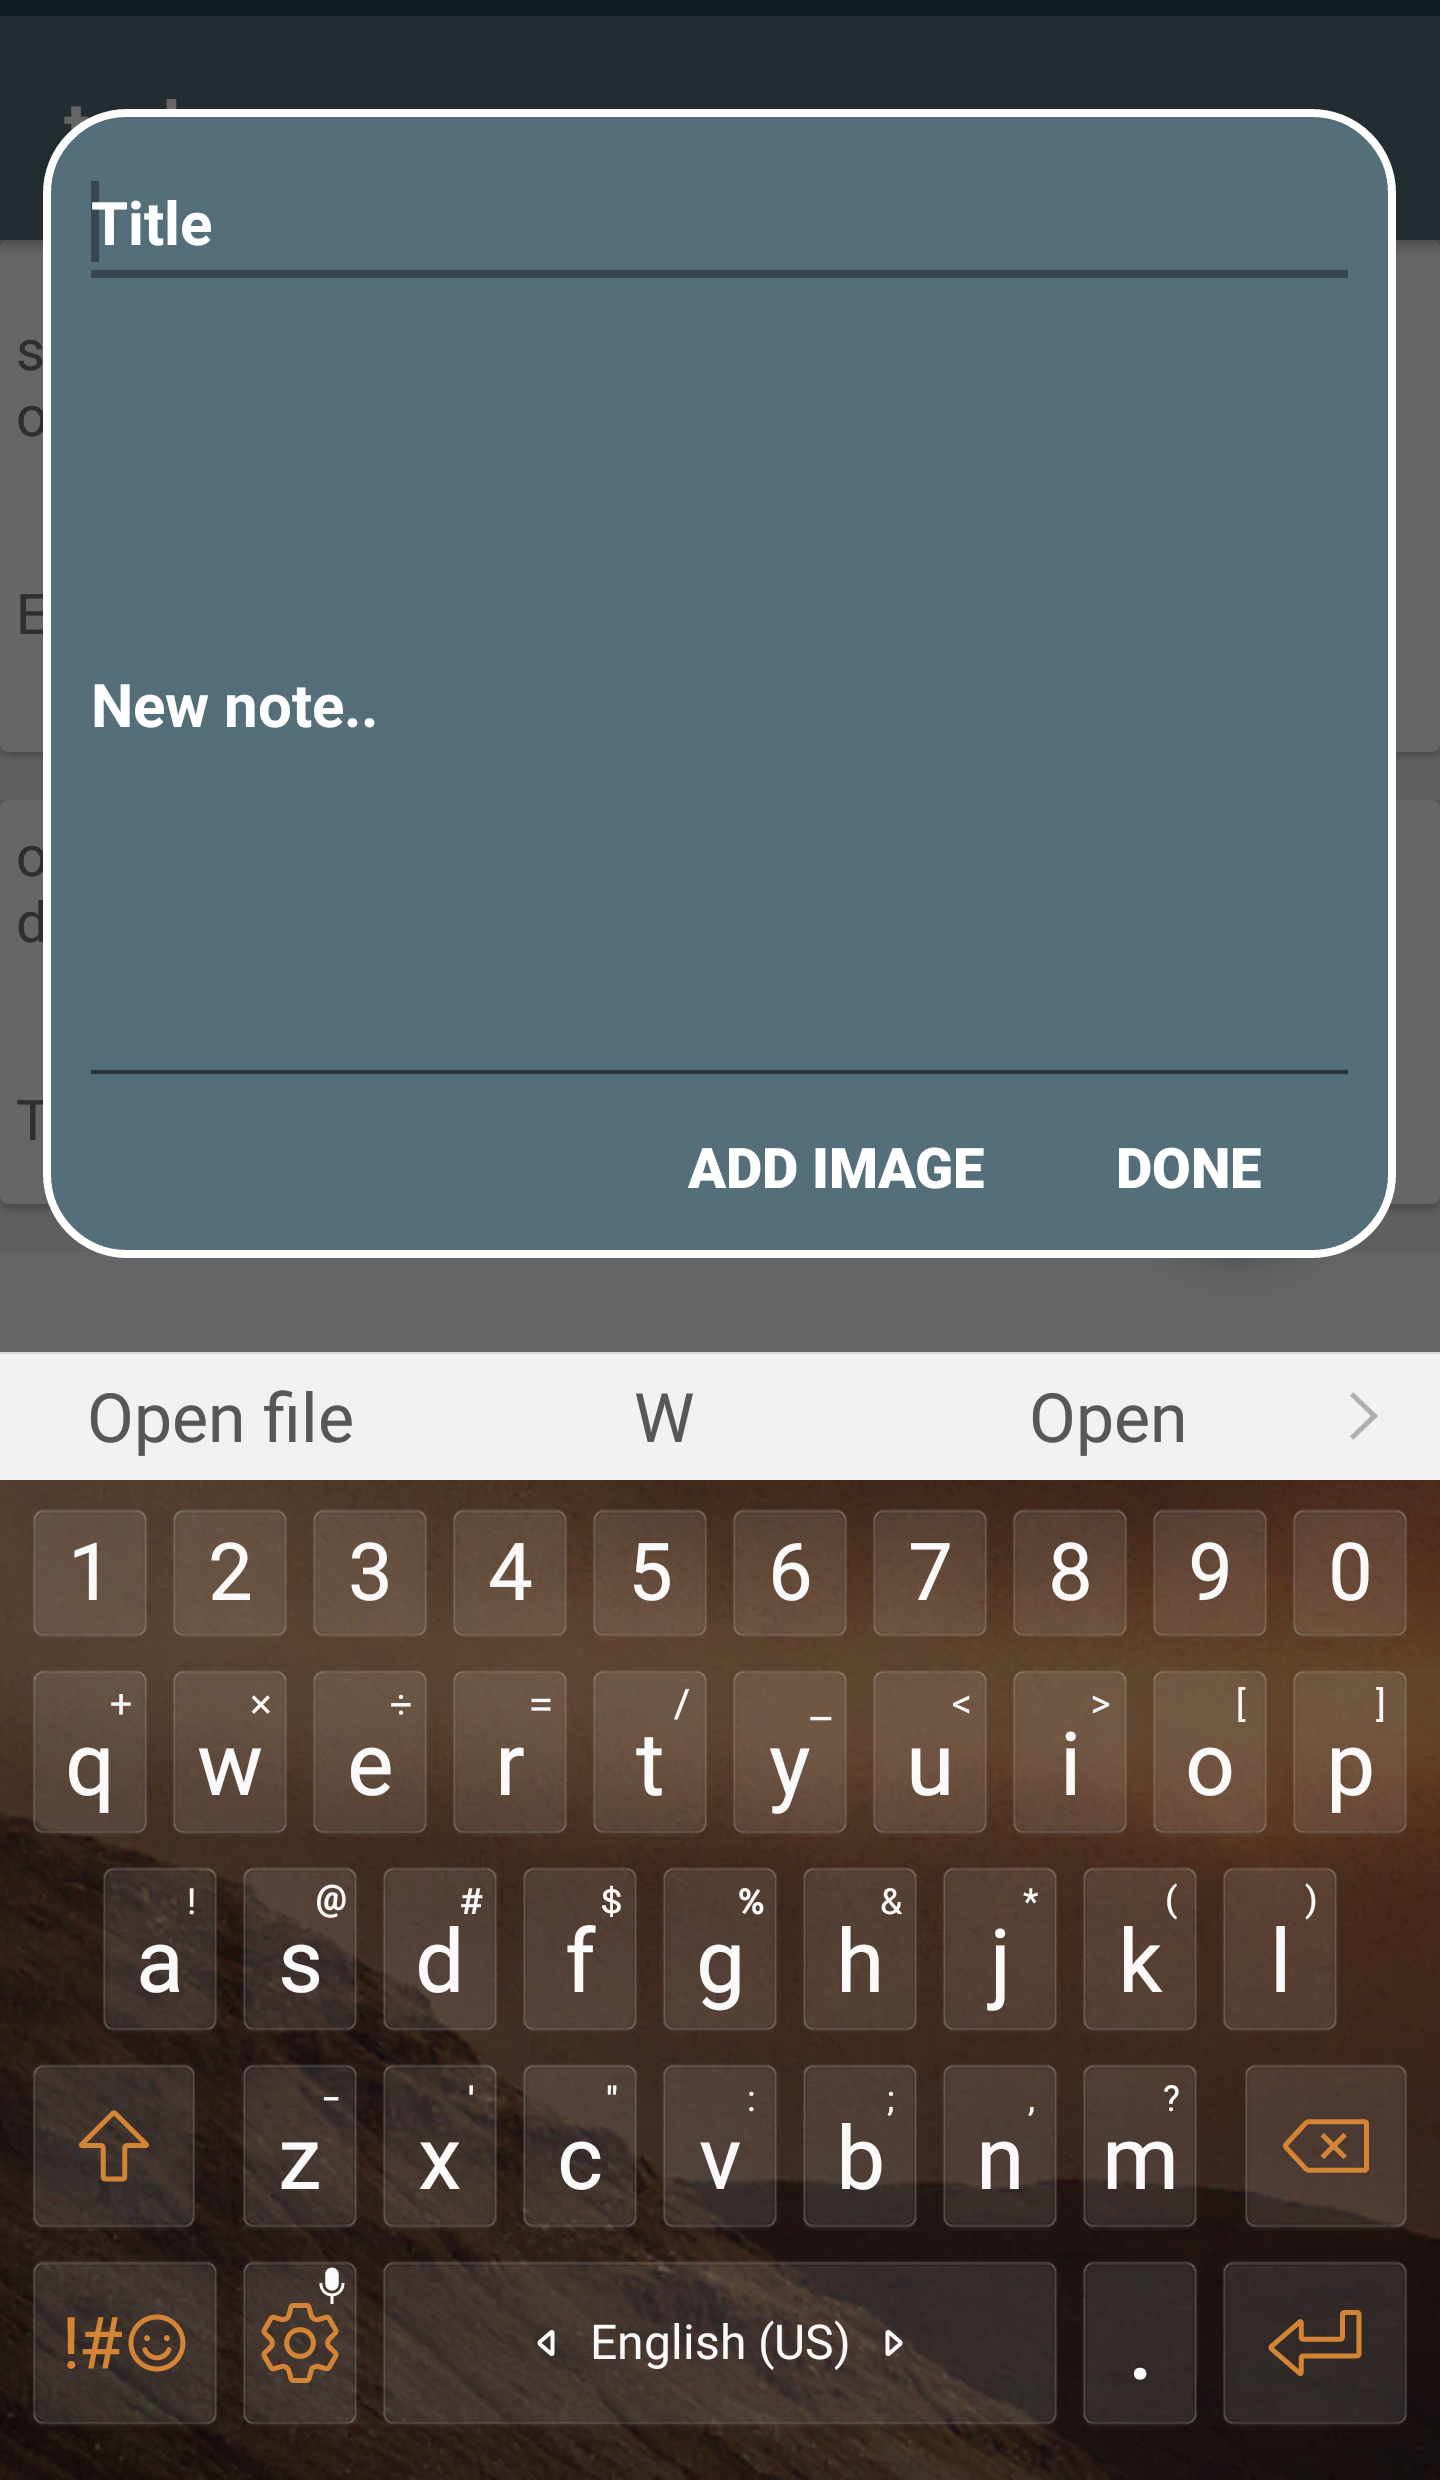 Title
New note..
ADD IMAGE DONE
Open file W Open
1 2 3 4 5 6 7 8 9 0
+ × ÷ = / _ < > [ ]
q w e r t y u i o p
! @ # $ % & * ( )
a s d f g h j k l
- ' " : ; , ?
z x c v b n m
!# English (US) .